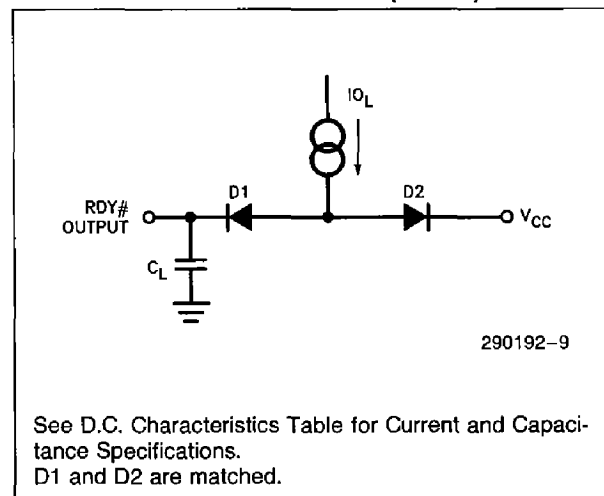 IO_L
D1
D2
RDY#
OUTPUT
V_CC
C_L
290192–9
See D.C. Characteristics Table for Current and Capaci-
tance Specifications.
D1 and D2 are matched.